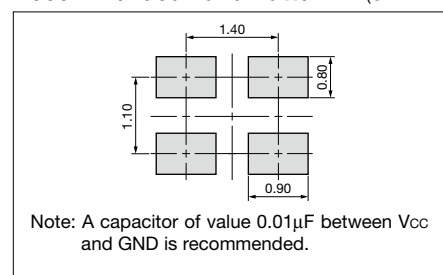 1.40
0.80
1.10
0.90
Note: A capacitor of value 0.01µF between Vcc
and GND is recommended.